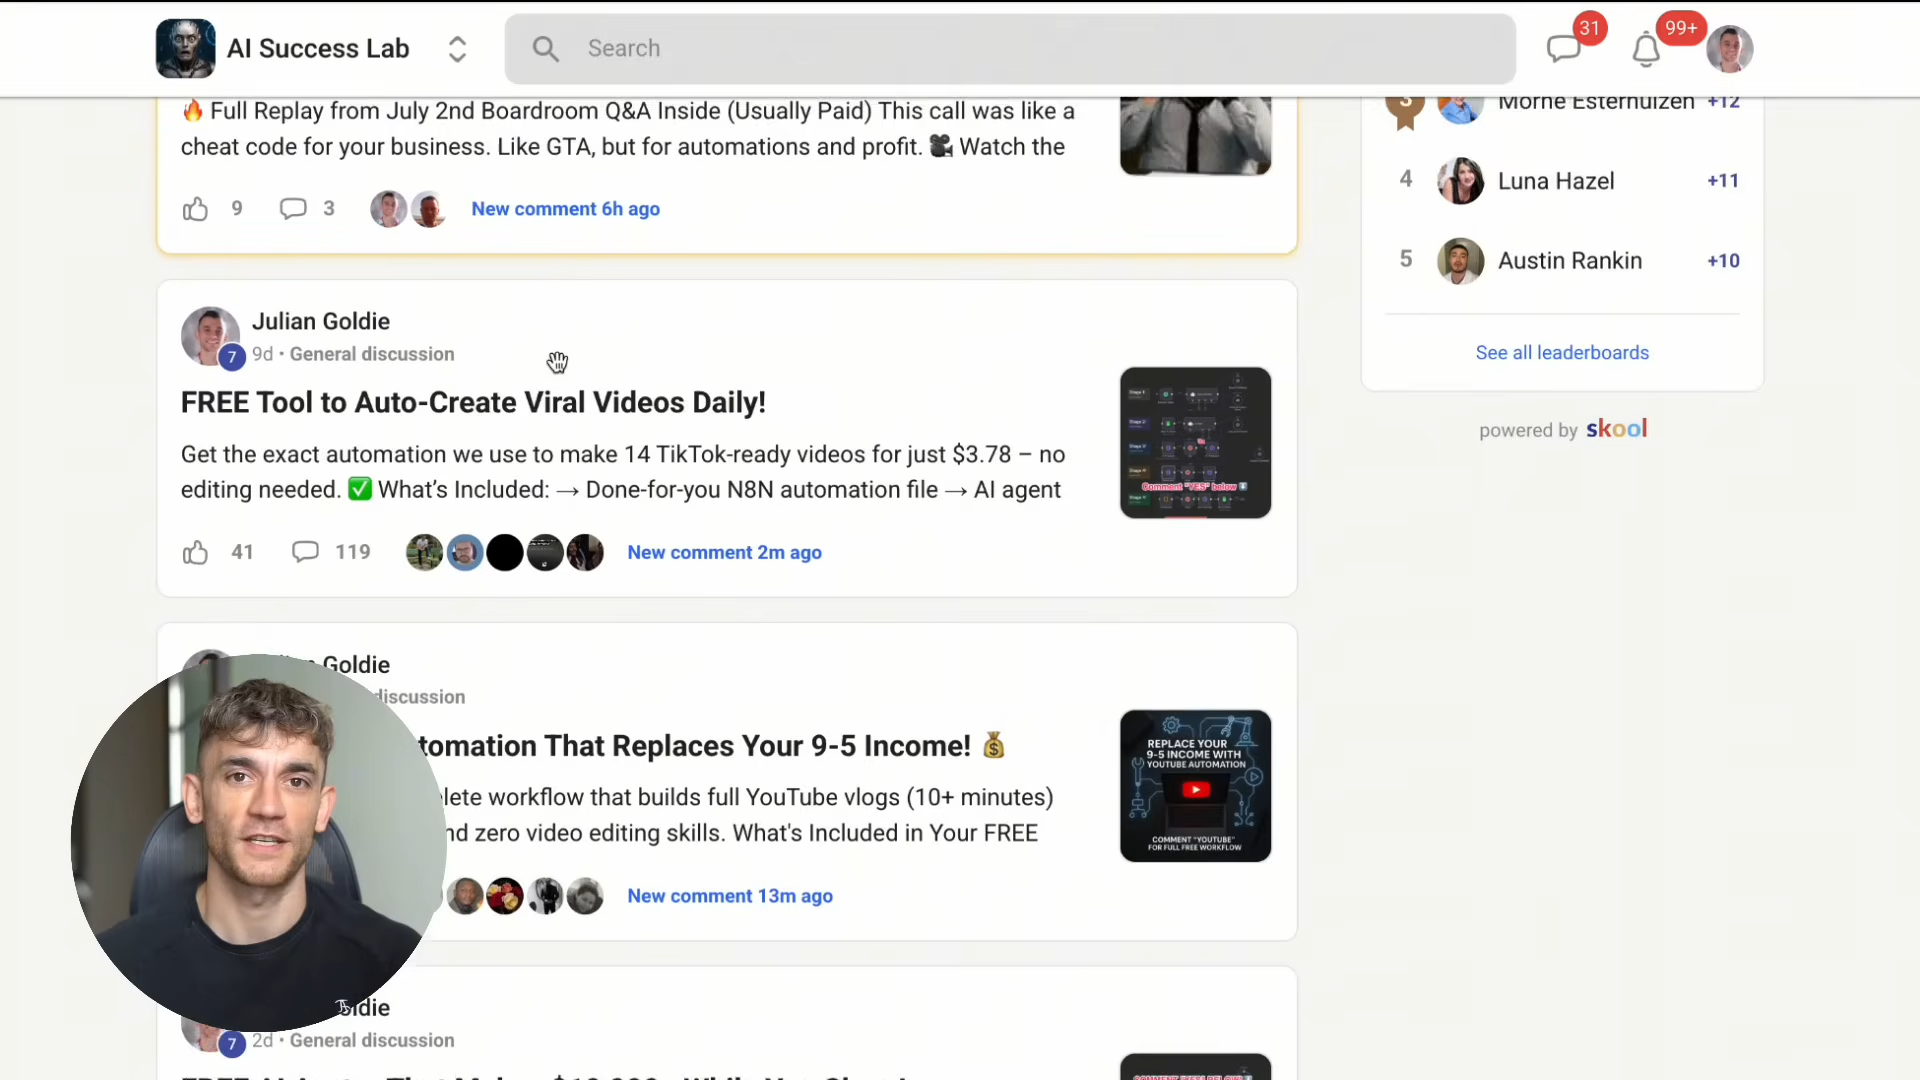 AI Success Lab
Search
31
99+
🔥 Full Replay from July 2nd Boardroom Q&A Inside (Usually Paid) This call was like a
cheat code for your business. Like GTA, but for automations and profit. 🎥 Watch the
9
3
New comment 6h ago
3
Morne Esterhuizen
+12
4
Luna Hazel
+11
5
Austin Rankin
+10
See all leaderboards
powered by skool
Julian Goldie
7
9d • General discussion
FREE Tool to Auto-Create Viral Videos Daily!
Get the exact automation we use to make 14 TikTok-ready videos for just $3.78 – no
editing needed. ✅ What’s Included: → Done-for-you N8N automation file → AI agent
Comment "YES" below
41
119
New comment 2m ago
Goldie
discussion
tomation That Replaces Your 9-5 Income! 💰
lete workflow that builds full YouTube vlogs (10+ minutes)
nd zero video editing skills. What's Included in Your FREE
REPLACE YOUR
9-5 INCOME WITH
YOUTUBE AUTOMATION
COMMENT "YOUTUBE"
FOR FULL FREE WORKFLOW
New comment 13m ago
oldie
7
2d • General discussion